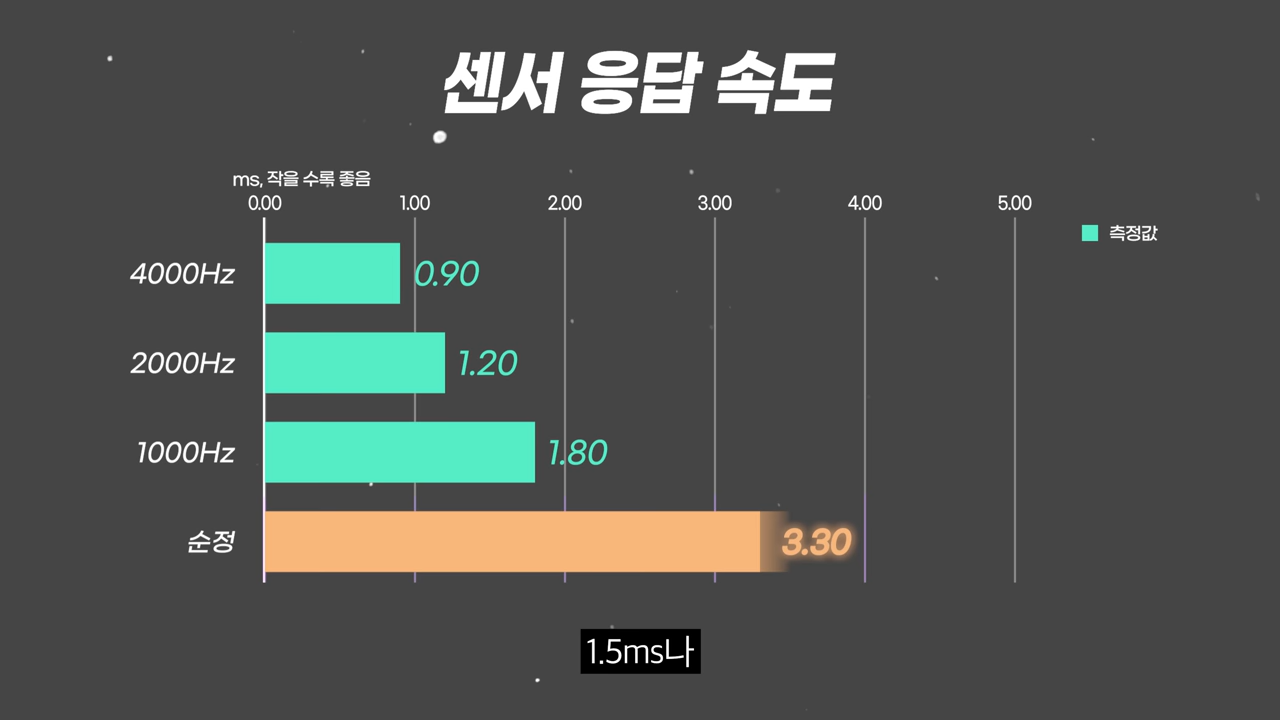 센서 응답 속도
ms, 작을 수록 좋음
0.00 1.00 2.00 3.00 4.00 5.00
측정값
4000Hz 0.90
2000Hz 1.20
1000Hz 1.80
순정 3.30
1.5ms나